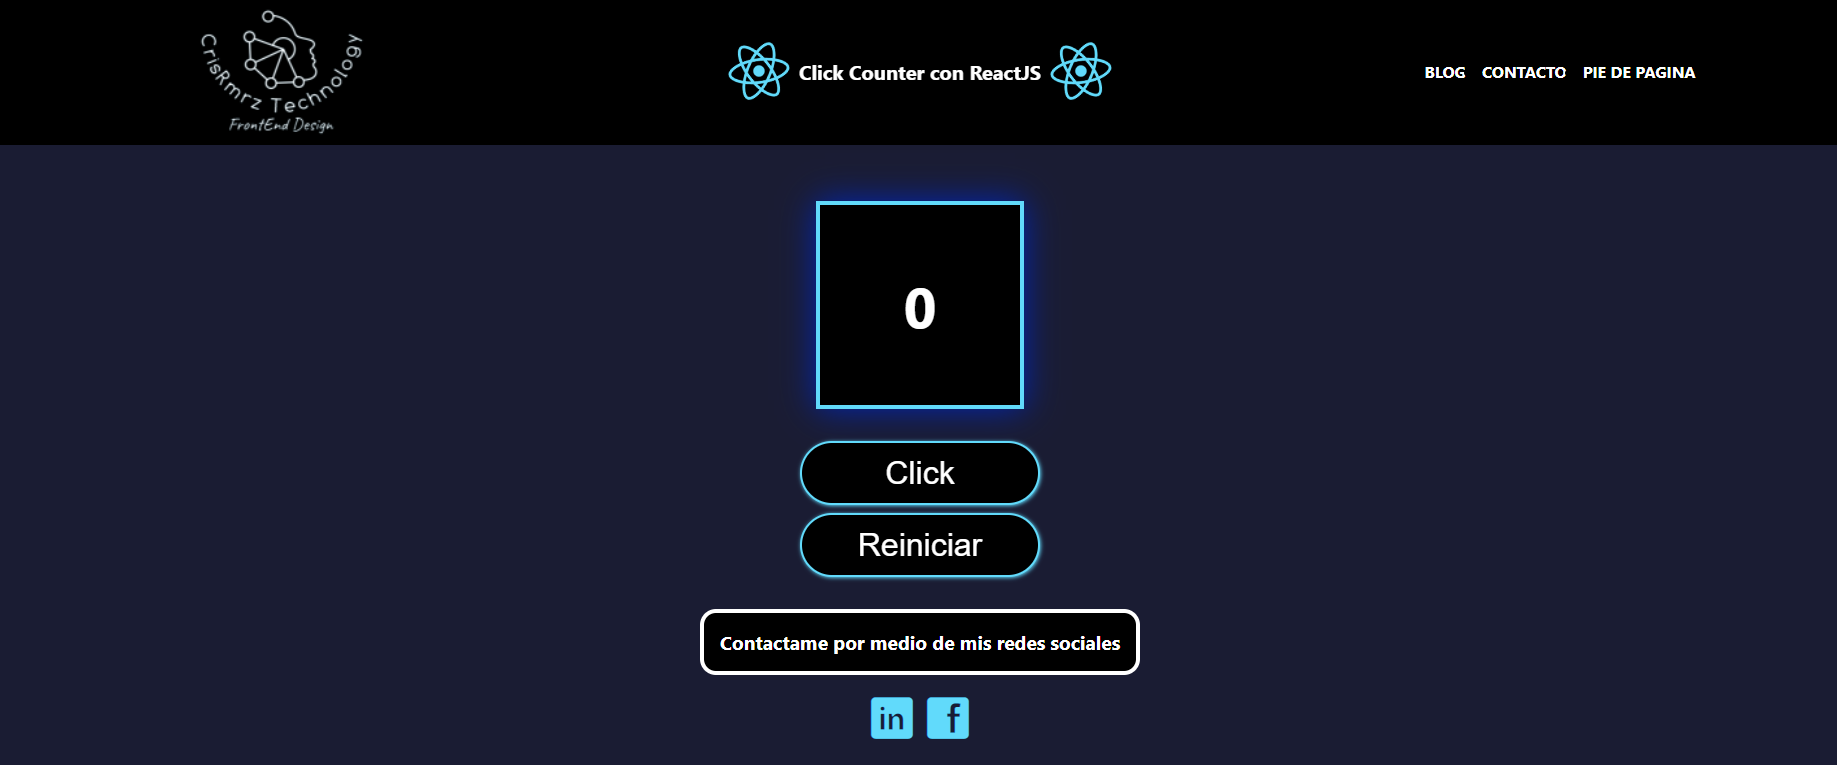 CrisRmrz Technology
FrontEnd Design
Click Counter con ReactJS
BLOG CONTACTO PIE DE PAGINA
0
Click
Reiniciar
Contactame por medio de mis redes sociales
in f